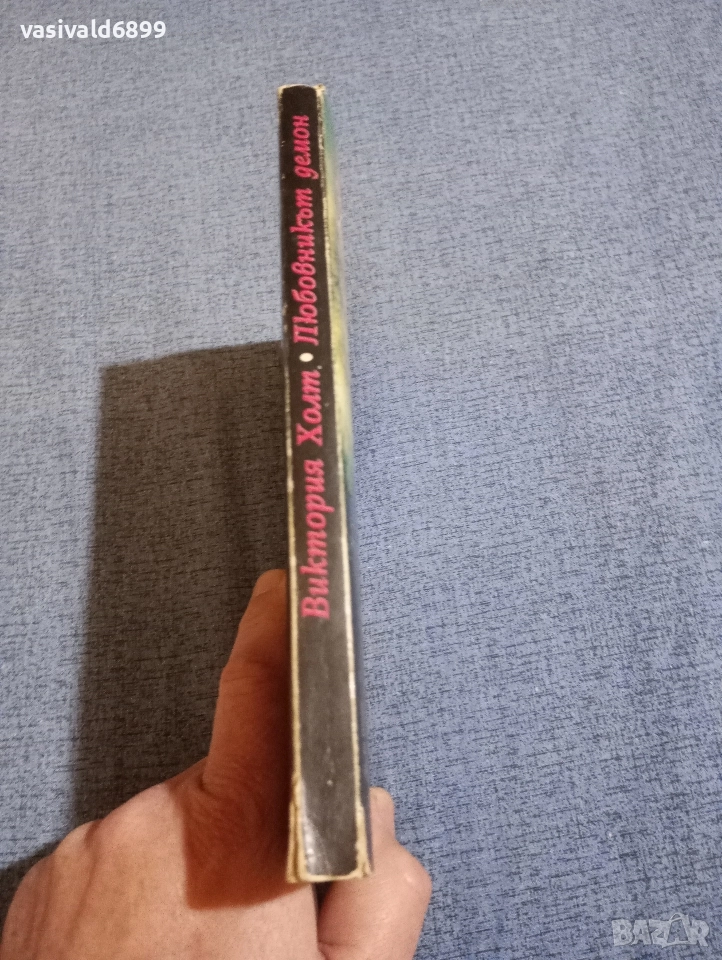 vasivald6899
Виктория Холт • Любовникът демон
BAZAR